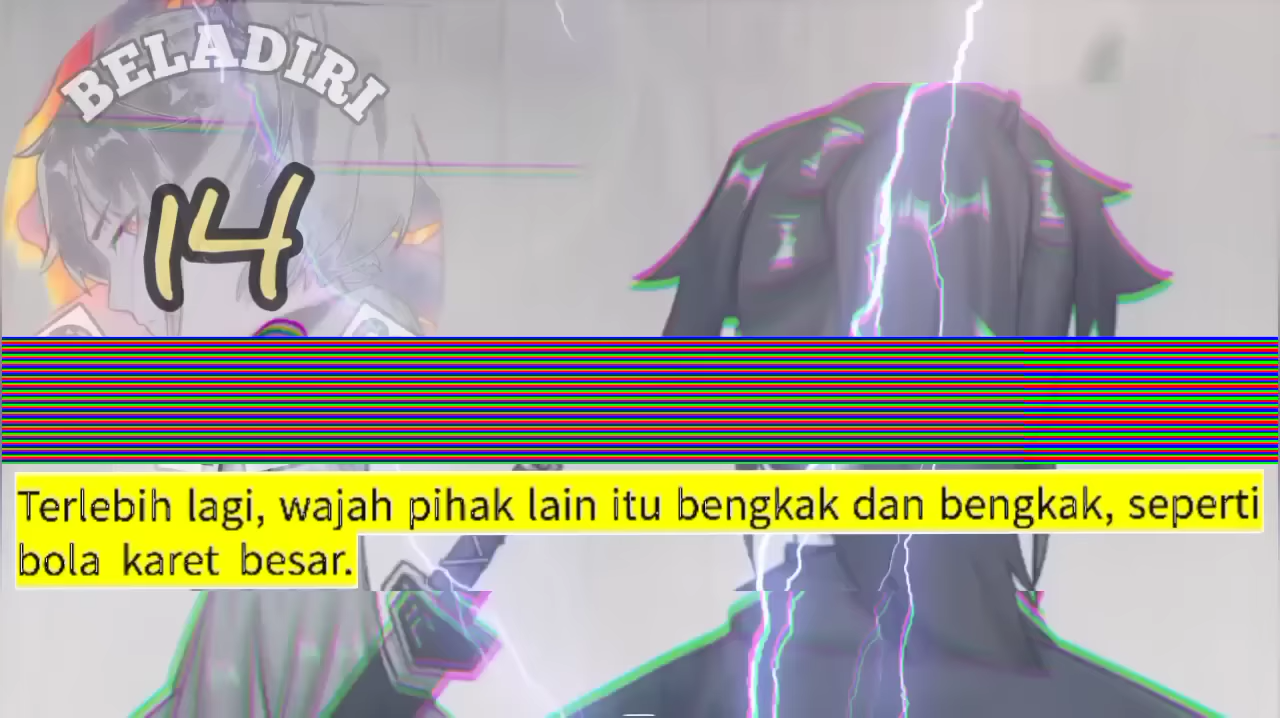 BELADIRI
14
Terlebih lagi, wajah pihak lain itu bengkak dan bengkak, seperti
bola karet besar.